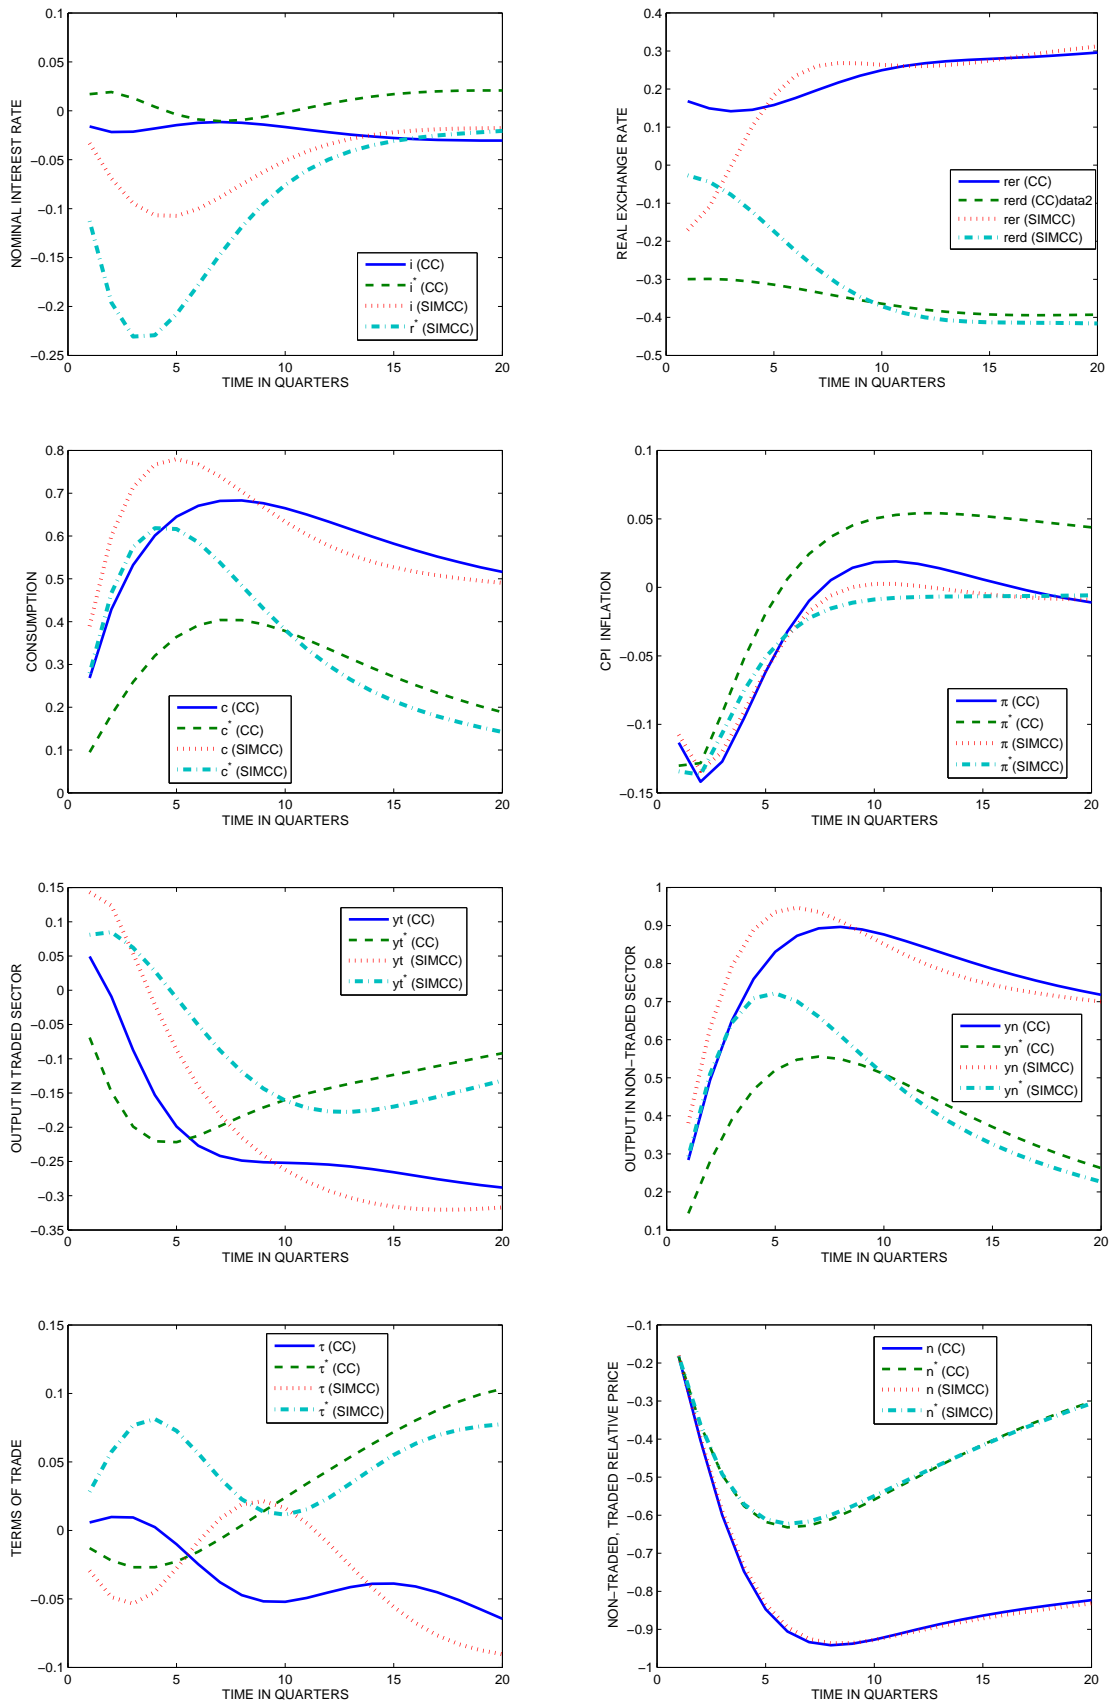 NOMINAL INTEREST RATE
0.1
0.05
0
−0.05
−0.1
−0.15
−0.2
−0.25
0 5 10 15 20
TIME IN QUARTERS
i (CC)
i* (CC)
i (SIMCC)
r* (SIMCC)
REAL EXCHANGE RATE
0.4
0.3
0.2
0.1
0
−0.1
−0.2
−0.3
−0.4
−0.5
0 5 10 15 20
TIME IN QUARTERS
rer (CC)
rerd (CC)data2
rer (SIMCC)
rerd (SIMCC)
CONSUMPTION
0.8
0.7
0.6
0.5
0.4
0.3
0.2
0.1
0
0 5 10 15 20
TIME IN QUARTERS
c (CC)
c* (CC)
c (SIMCC)
c* (SIMCC)
CPI INFLATION
0.1
0.05
0
−0.05
−0.1
−0.15
0 5 10 15 20
TIME IN QUARTERS
π (CC)
π* (CC)
π (SIMCC)
π* (SIMCC)
OUTPUT IN TRADED SECTOR
0.15
0.1
0.05
0
−0.05
−0.1
−0.15
−0.2
−0.25
−0.3
−0.35
0 5 10 15 20
TIME IN QUARTERS
yt (CC)
yt* (CC)
yt (SIMCC)
yt* (SIMCC)
OUTPUT IN NON−TRADED SECTOR
1
0.9
0.8
0.7
0.6
0.5
0.4
0.3
0.2
0.1
0 5 10 15 20
TIME IN QUARTERS
yn (CC)
yn* (CC)
yn (SIMCC)
yn* (SIMCC)
TERMS OF TRADE
0.15
0.1
0.05
0
−0.05
−0.1
0 5 10 15 20
TIME IN QUARTERS
τ (CC)
τ* (CC)
τ (SIMCC)
τ* (SIMCC)
NON−TRADED, TRADED RELATIVE PRICE
−0.1
−0.2
−0.3
−0.4
−0.5
−0.6
−0.7
−0.8
−0.9
−1
0 5 10 15 20
TIME IN QUARTERS
n (CC)
n* (CC)
n (SIMCC)
n* (SIMCC)